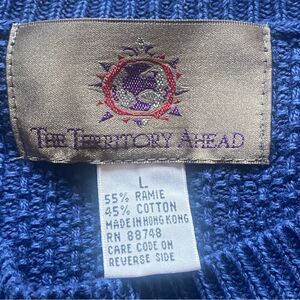 THE TERRITORY AHEAD
L
55% RAMIE
45% COTTON
MADE IN HONG KONG
RN 88748
CARE CODE ON
REVERSE SIDE